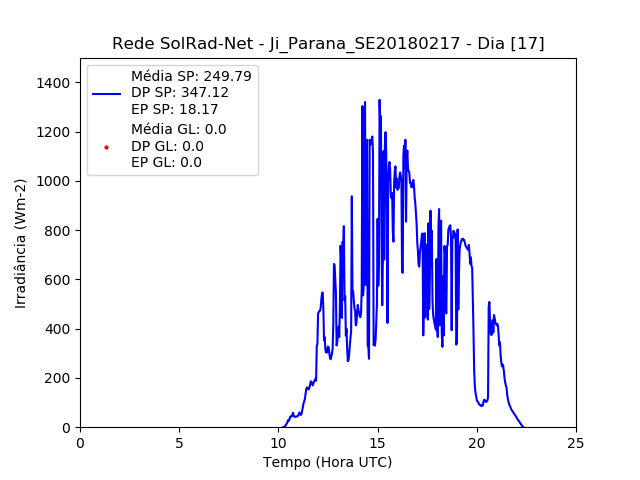 Rede SolRad-Net - Ji_Parana_SE20180217 - Dia [17]
Média SP: 249.79
DP SP: 347.12
EP SP: 18.17
Média GL: 0.0
DP GL: 0.0
EP GL: 0.0
Irradiância (Wm-2)
1400
1200
1000
800
600
400
200
0
0 5 10 15 20 25
Tempo (Hora UTC)